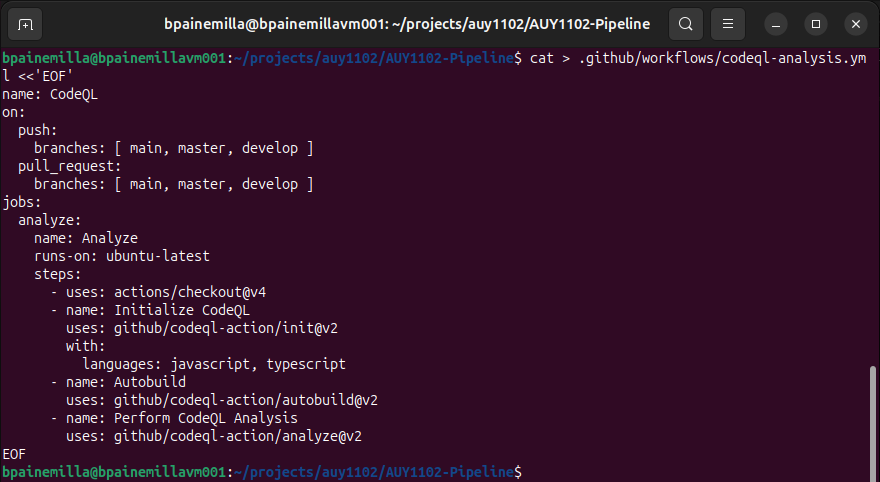 bpainemilla@bpainemillavm001: ~/projects/auy1102/AUY1102-Pipeline
bpainemilla@bpainemillavm001:~/projects/auy1102/AUY1102-Pipeline$ cat > .github/workflows/codeql-analysis.ym
l <<'EOF'
name: CodeQL
on:
  push:
    branches: [ main, master, develop ]
  pull_request:
    branches: [ main, master, develop ]
jobs:
  analyze:
    name: Analyze
    runs-on: ubuntu-latest
    steps:
      - uses: actions/checkout@v4
      - name: Initialize CodeQL
        uses: github/codeql-action/init@v2
        with:
          languages: javascript, typescript
      - name: Autobuild
        uses: github/codeql-action/autobuild@v2
      - name: Perform CodeQL Analysis
        uses: github/codeql-action/analyze@v2
EOF
bpainemilla@bpainemillavm001:~/projects/auy1102/AUY1102-Pipeline$